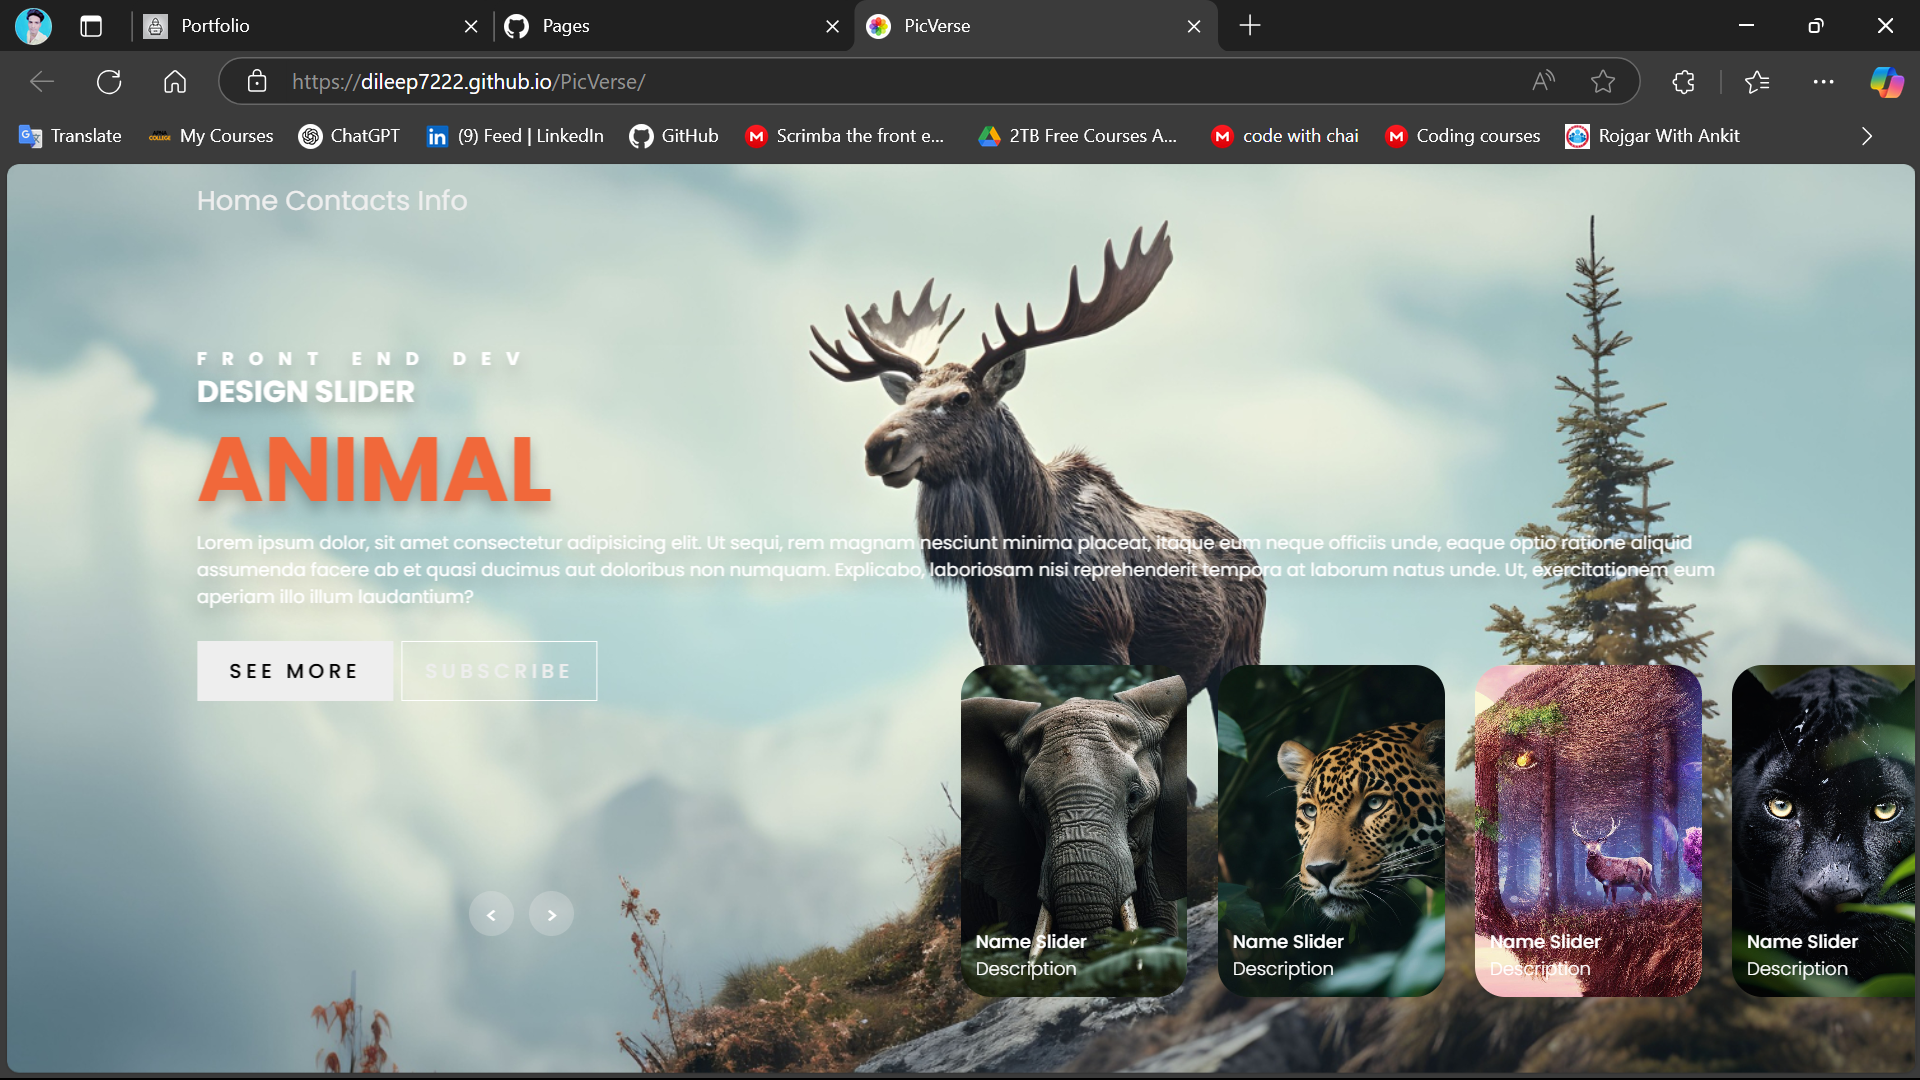 Portfolio
Pages
PicVerse
https://dileep7222.github.io/PicVerse/
Translate
My Courses
ChatGPT
(9) Feed | LinkedIn
GitHub
Scrimba the front e...
2TB Free Courses A...
code with chai
Coding courses
Rojgar With Ankit
Home Contacts Info
FRONT END DEV
DESIGN SLIDER
ANIMAL
Lorem ipsum dolor, sit amet consectetur adipisicing elit. Ut sequi, rem magnam nesciunt minima placeat, itaque eum neque officiis unde, eaque optio ratione aliquid
assumenda facere ab et quasi ducimus aut doloribus non numquam. Explicabo, laboriosam nisi reprehenderit tempora at laborum natus unde. Ut, exercitationem eum
aperiam illo illum laudantium?
SEE MORE
SUBSCRIBE
< >
Name Slider
Description
Name Slider
Description
Name Slider
Description
Name Slider
Description